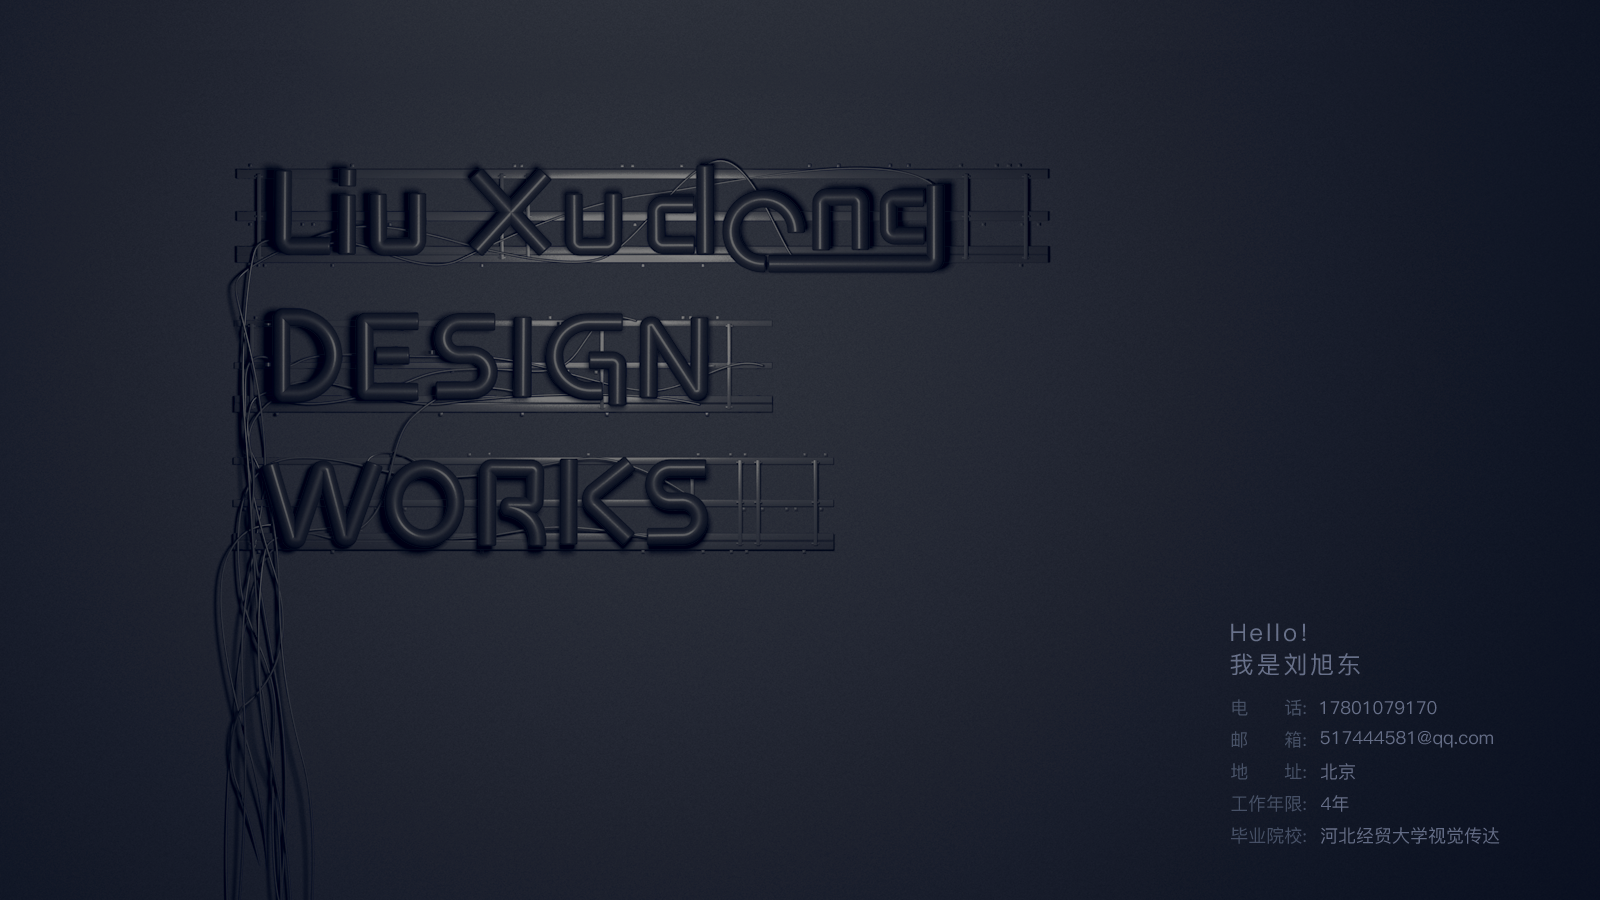 Liu Xudong
DESIGN
WORKS
Hello!
我是刘旭东
电 话: 17801079170
邮 箱: 517444581@qq.com
地 址: 北京
工作年限: 4年
毕业院校: 河北经贸大学视觉传达